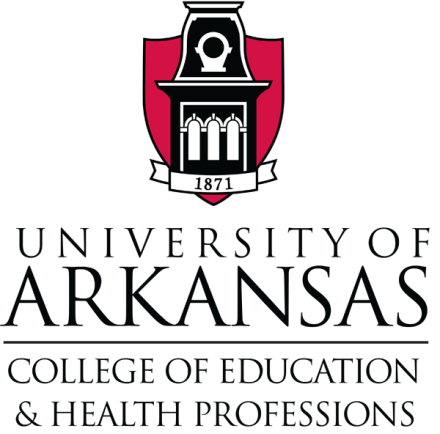 1871
UNIVERSITY OF
ARKANSAS
COLLEGE OF EDUCATION
& HEALTH PROFESSIONS